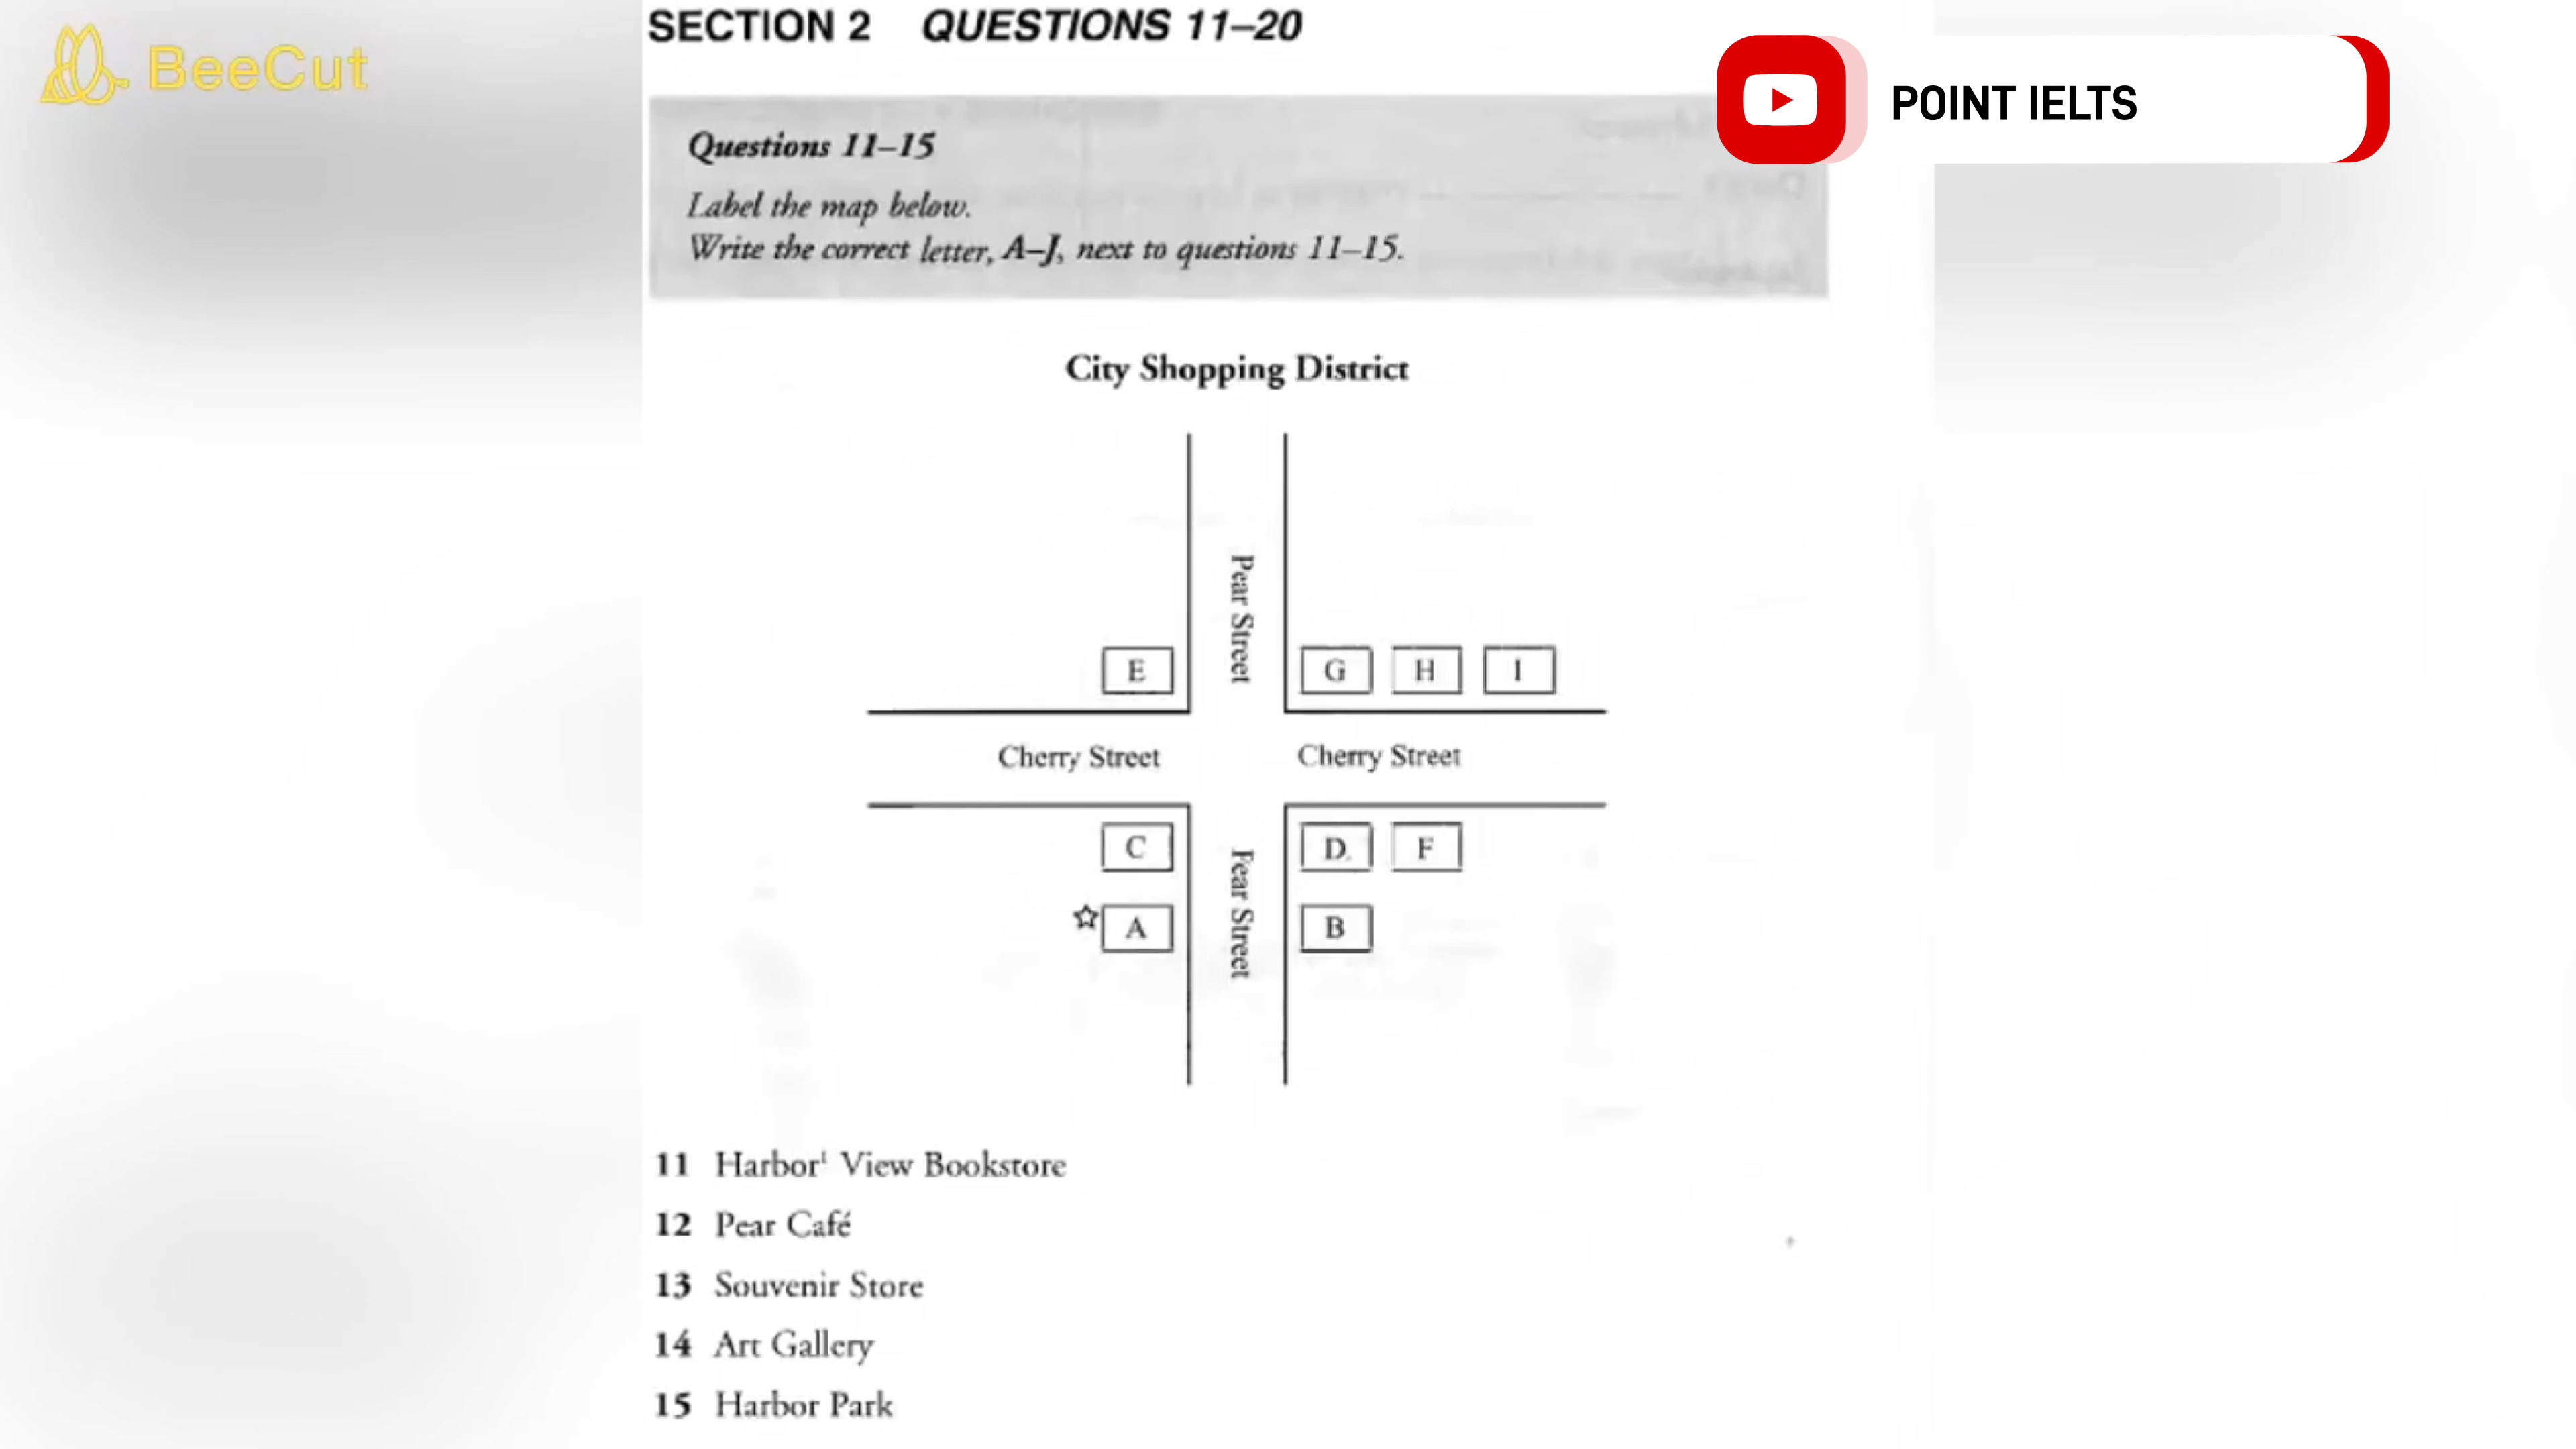 BeeCut
SECTION 2 QUESTIONS 11–20
POINT IELTS
Questions 11–15
Label the map below.
Write the correct letter, A–J, next to questions 11–15.
City Shopping District
Pear Street
E
G H I
Cherry Street Cherry Street
C
D F
Fear Street
A
B
11 Harbor¹ View Bookstore
12 Pear Café
13 Souvenir Store
14 Art Gallery
15 Harbor Park